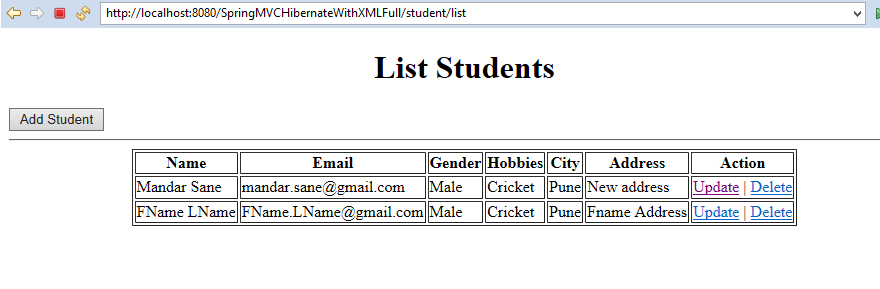 http://localhost:8080/SpringMVCHibernateWithXMLFull/student/list
List Students
Add Student
Name Email Gender Hobbies City Address Action
Mandar Sane mandar.sane@gmail.com Male Cricket Pune New address Update | Delete
FName LName FName.LName@gmail.com Male Cricket Pune Fname Address Update | Delete